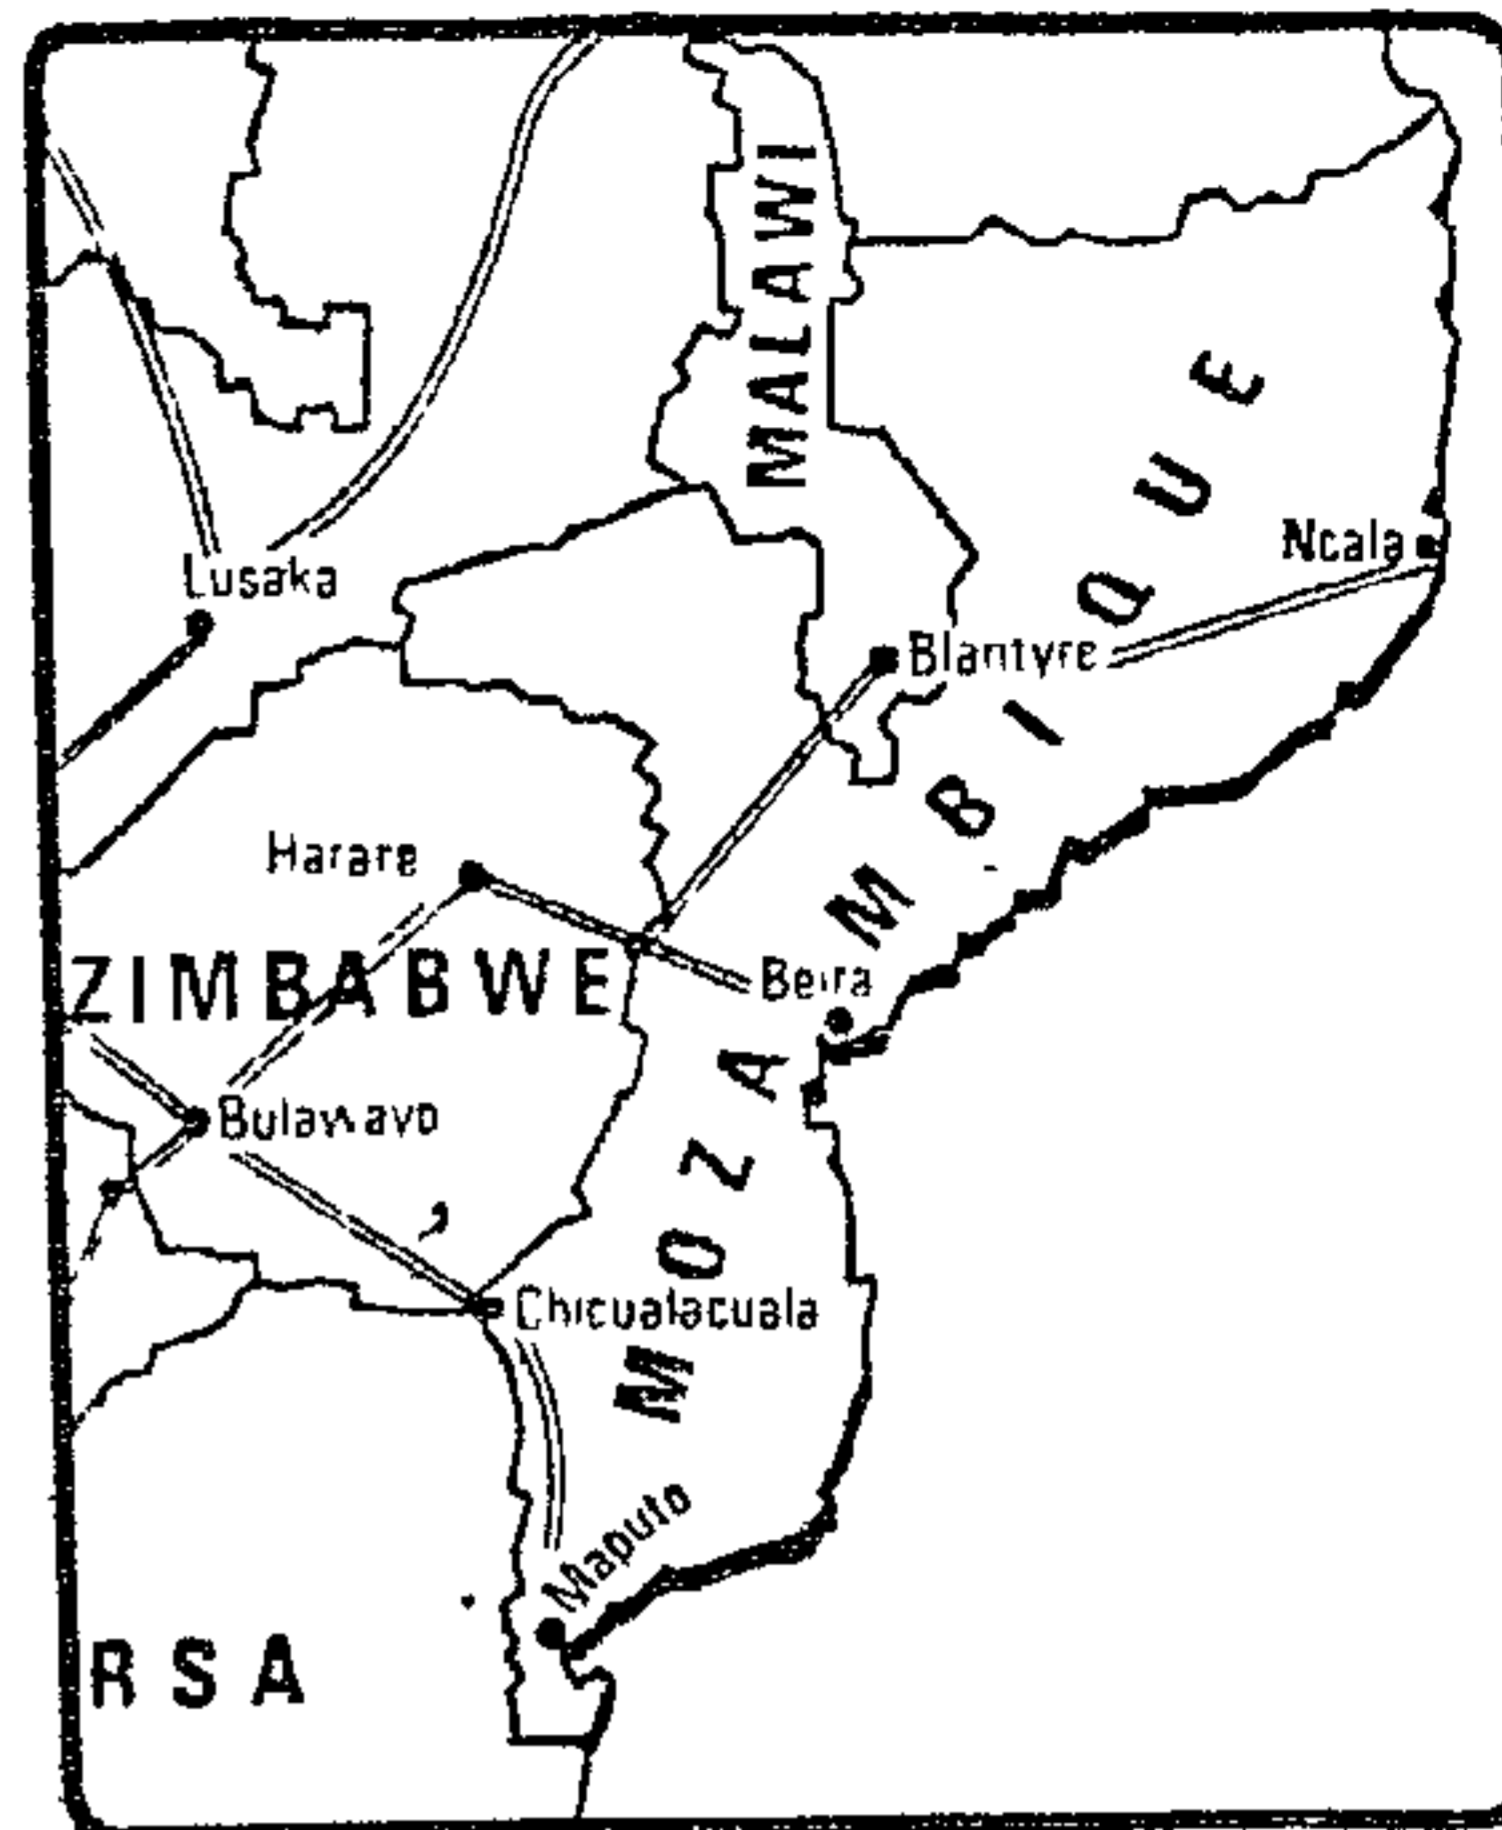 MALAWI
MOZAMBIQUE
Ncala
Lusaka
Blantyre
Harare
ZIMBABWE
Beira
Bulawayo
Chicualacuala
Maputo
RSA